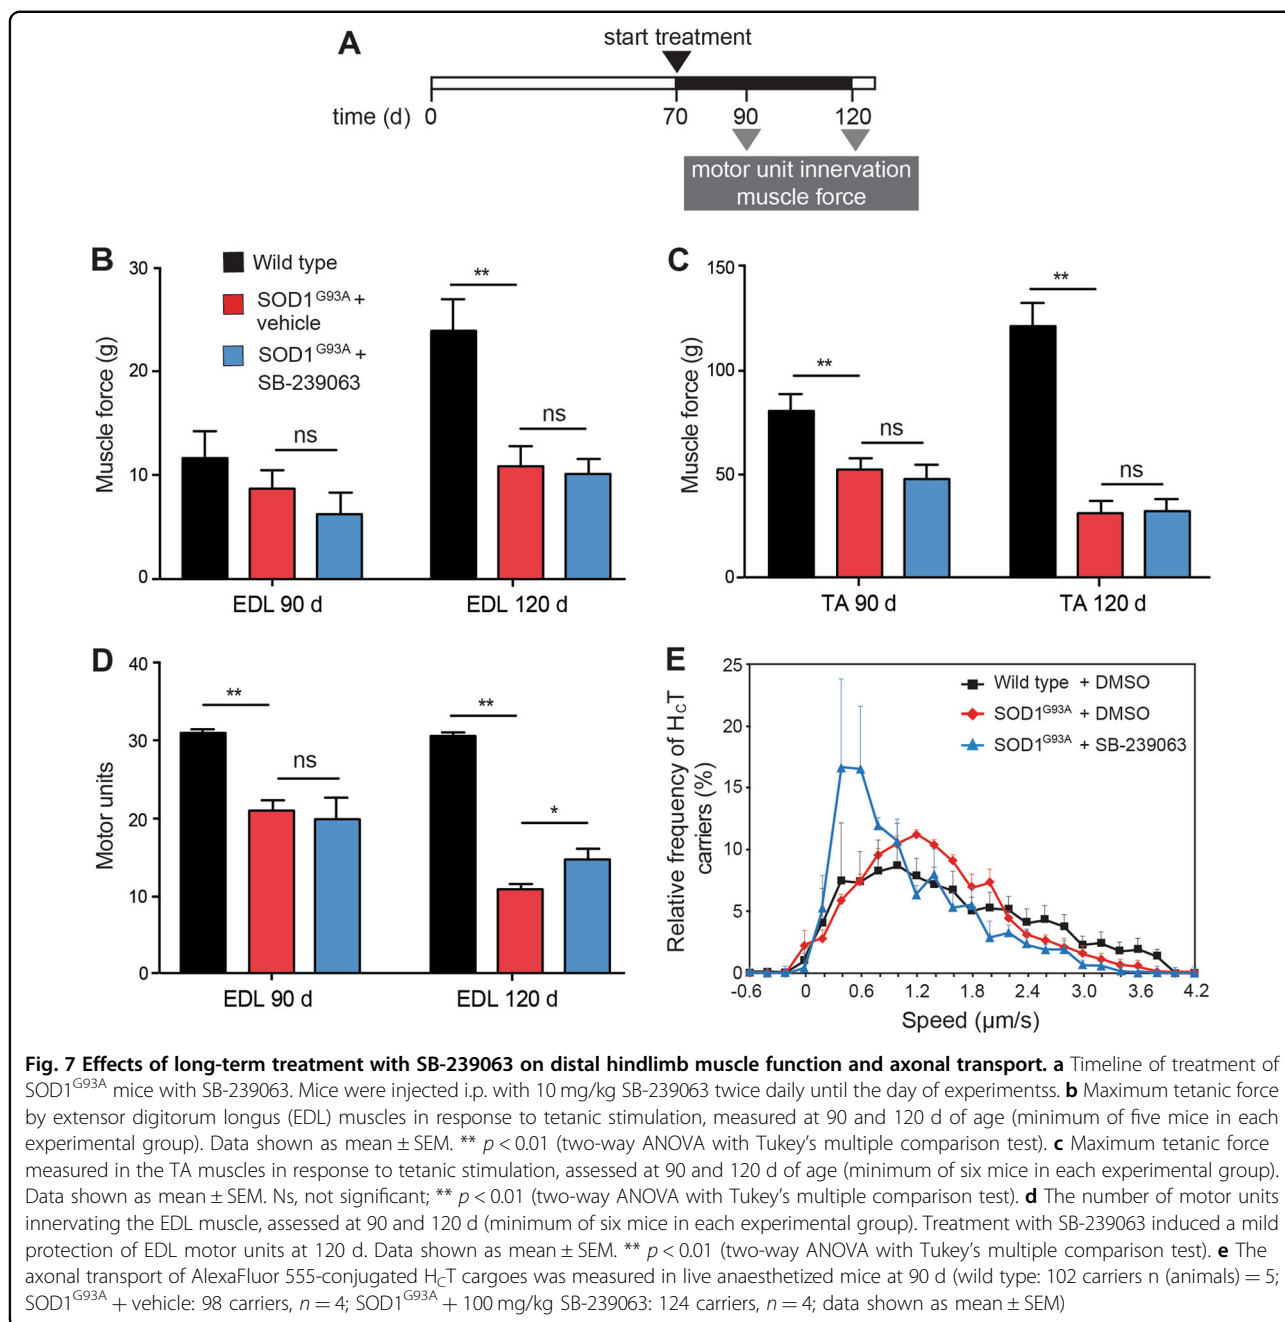 A
start treatment
time (d) 0 70 90 120
motor unit innervation
muscle force
B
Wild type
SOD1G93A +
vehicle
SOD1G93A +
SB-239063
Muscle force (g)
30
20
10
0
**
ns
ns
EDL 90 d EDL 120 d
C
Muscle force (g)
150
100
50
0
**
**
ns
ns
TA 90 d TA 120 d
D
Motor units
40
30
20
10
0
**
**
ns
*
EDL 90 d EDL 120 d
E
Relative frequency of HCT
carriers (%)
25
20
15
10
5
0
Wild type + DMSO
SOD1G93A + DMSO
SOD1G93A + SB-239063
-0.6 0 0.6 1.2 1.8 2.4 3.0 3.6 4.2
Speed (µm/s)
Fig. 7 Effects of long-term treatment with SB-239063 on distal hindlimb muscle function and axonal transport. a Timeline of treatment of
SOD1G93A mice with SB-239063. Mice were injected i.p. with 10 mg/kg SB-239063 twice daily until the day of experimentss. b Maximum tetanic force
by extensor digitorum longus (EDL) muscles in response to tetanic stimulation, measured at 90 and 120 d of age (minimum of five mice in each
experimental group). Data shown as mean ± SEM. ** p < 0.01 (two-way ANOVA with Tukey's multiple comparison test). c Maximum tetanic force
measured in the TA muscles in response to tetanic stimulation, assessed at 90 and 120 d of age (minimum of six mice in each experimental group).
Data shown as mean ± SEM. Ns, not significant; ** p < 0.01 (two-way ANOVA with Tukey's multiple comparison test). d The number of motor units
innervating the EDL muscle, assessed at 90 and 120 d (minimum of six mice in each experimental group). Treatment with SB-239063 induced a mild
protection of EDL motor units at 120 d. Data shown as mean ± SEM. ** p < 0.01 (two-way ANOVA with Tukey's multiple comparison test). e The
axonal transport of AlexaFluor 555-conjugated HCT cargoes was measured in live anaesthetized mice at 90 d (wild type: 102 carriers n (animals) = 5;
SOD1G93A + vehicle: 98 carriers, n = 4; SOD1G93A + 100 mg/kg SB-239063: 124 carriers, n = 4; data shown as mean ± SEM)